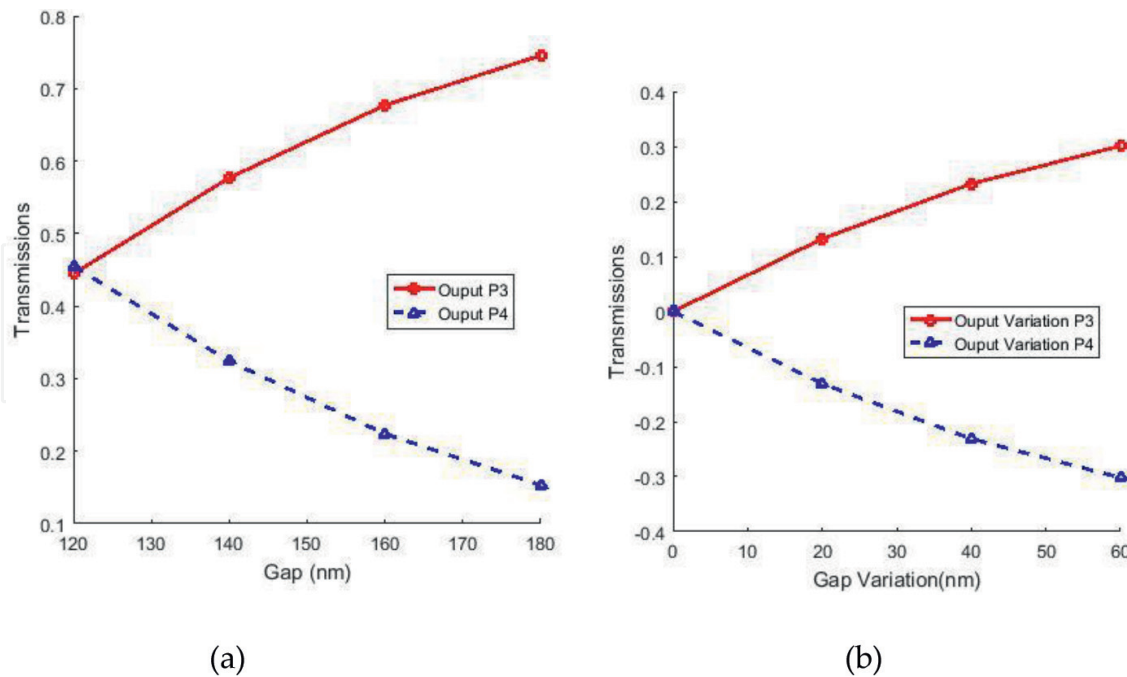 0.8
0.7
0.6
0.5
0.4
0.3
0.2
0.1
Transmissions
120 130 140 150 160 170 180
Gap (nm)
Ouput P3
Ouput P4
(a)
0.4
0.3
0.2
0.1
0
-0.1
-0.2
-0.3
-0.4
Transmissions
0 10 20 30 40 50 60
Gap Variation(nm)
Ouput Variation P3
Ouput Variation P4
(b)